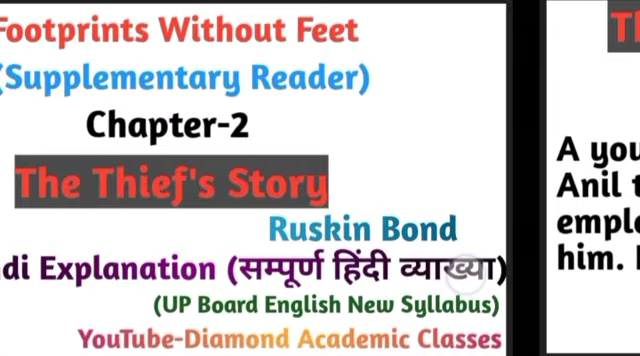 Footprints Without Feet
(Supplementary Reader)
Chapter-2
The Thief's Story
Ruskin Bond
Explanation (सम्पूर्ण हिंदी व्याख्या)
(UP Board English New Syllabus)
YouTube-Diamond Academic Classes
A
Anil
him.